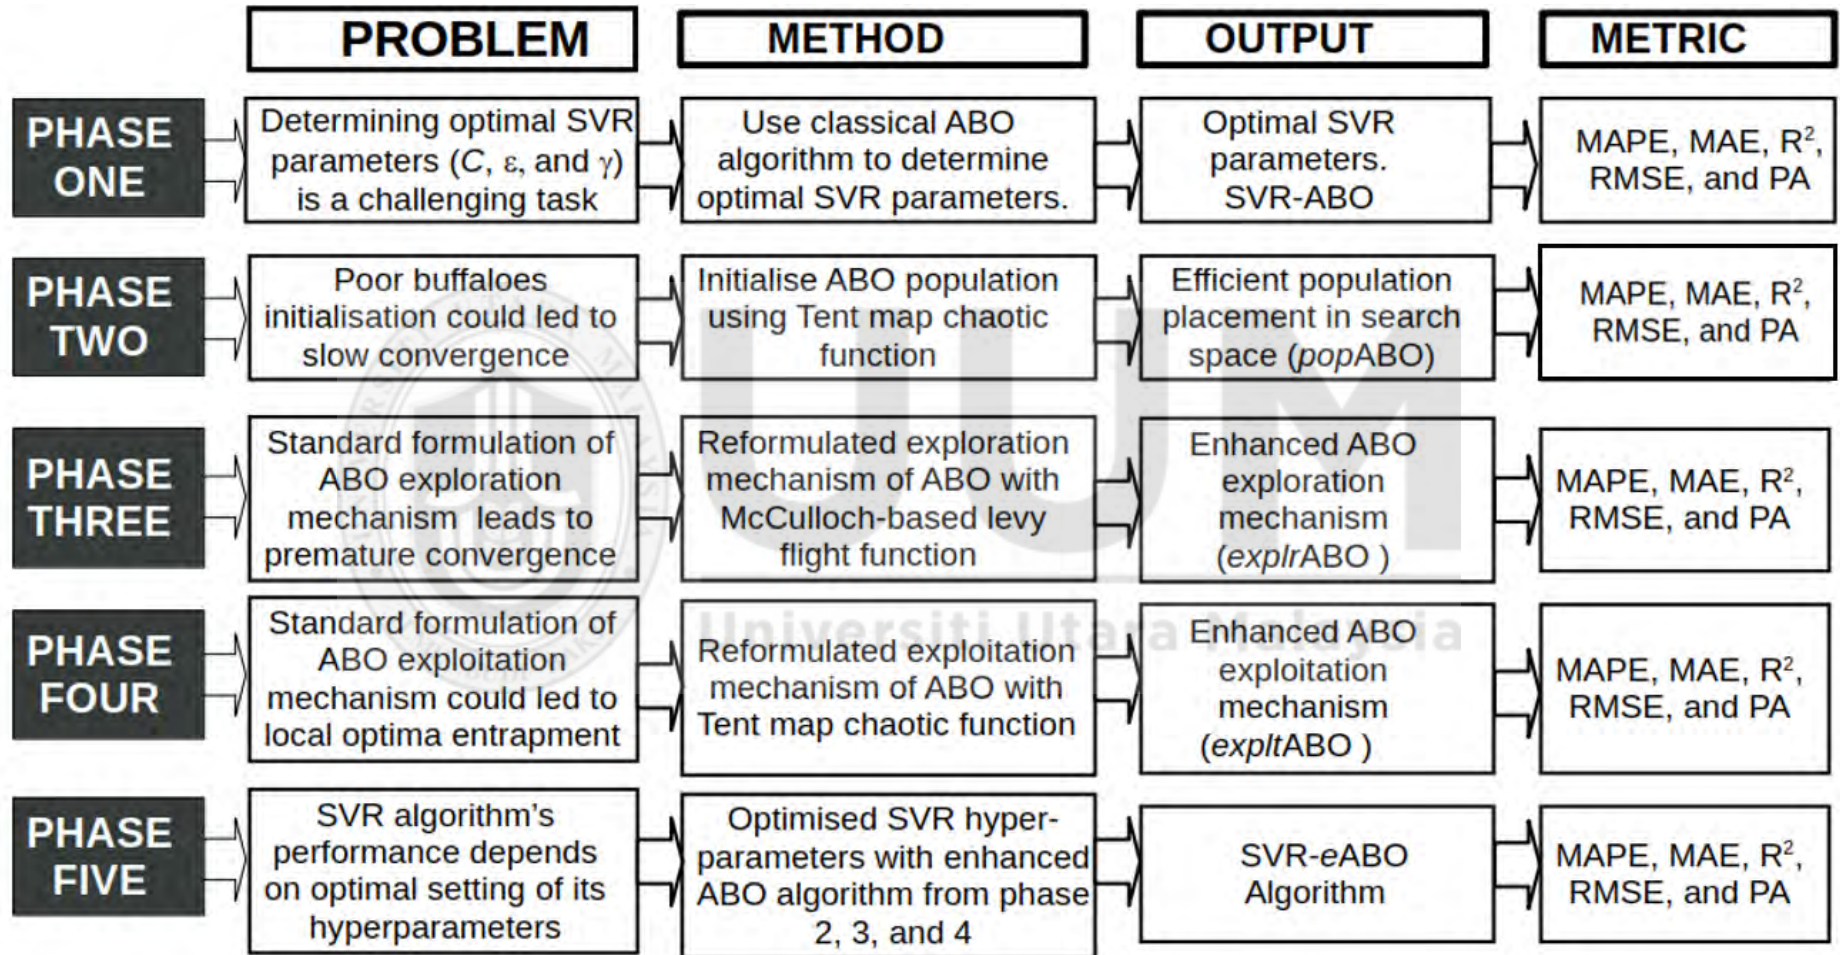 PROBLEM
METHOD
OUTPUT
METRIC
PHASE
ONE
Determining optimal SVR
parameters (C, ε, and γ)
is a challenging task
Use classical ABO
algorithm to determine
optimal SVR parameters.
Optimal SVR
parameters.
SVR-ABO
MAPE, MAE, R²,
RMSE, and PA
PHASE
TWO
Poor buffaloes
initialisation could led to
slow convergence
Initialise ABO population
using Tent map chaotic
function
Efficient population
placement in search
space (popABO)
MAPE, MAE, R²,
RMSE, and PA
PHASE
THREE
Standard formulation of
ABO exploration
mechanism leads to
premature convergence
Reformulated exploration
mechanism of ABO with
McCulloch-based levy
flight function
Enhanced ABO
exploration
mechanism
(explrABO )
MAPE, MAE, R²,
RMSE, and PA
PHASE
FOUR
Standard formulation of
ABO exploitation
mechanism could led to
local optima entrapment
Reformulated exploitation
mechanism of ABO with
Tent map chaotic function
Enhanced ABO
exploitation
mechanism
(expltABO )
MAPE, MAE, R²,
RMSE, and PA
PHASE
FIVE
SVR algorithm's
performance depends
on optimal setting of its
hyperparameters
Optimised SVR hyper-
parameters with enhanced
ABO algorithm from phase
2, 3, and 4
SVR-eABO
Algorithm
MAPE, MAE, R²,
RMSE, and PA
UUM
Universiti Utara Malaysia
UNIVERSITI UTARA MALAYSIA